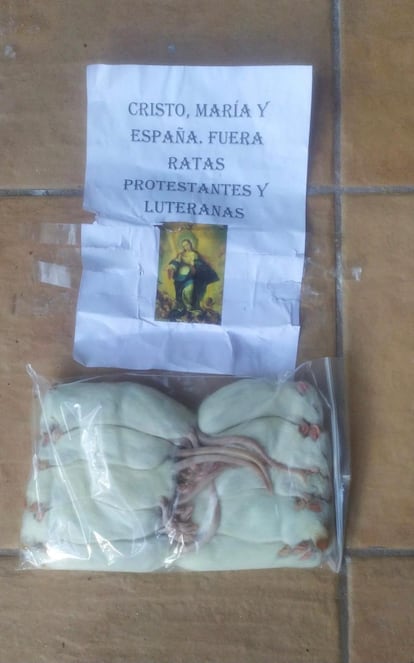 CRISTO, MARÍA Y
ESPAÑA. FUERA
RATAS
PROTESTANTES Y
LUTERANAS